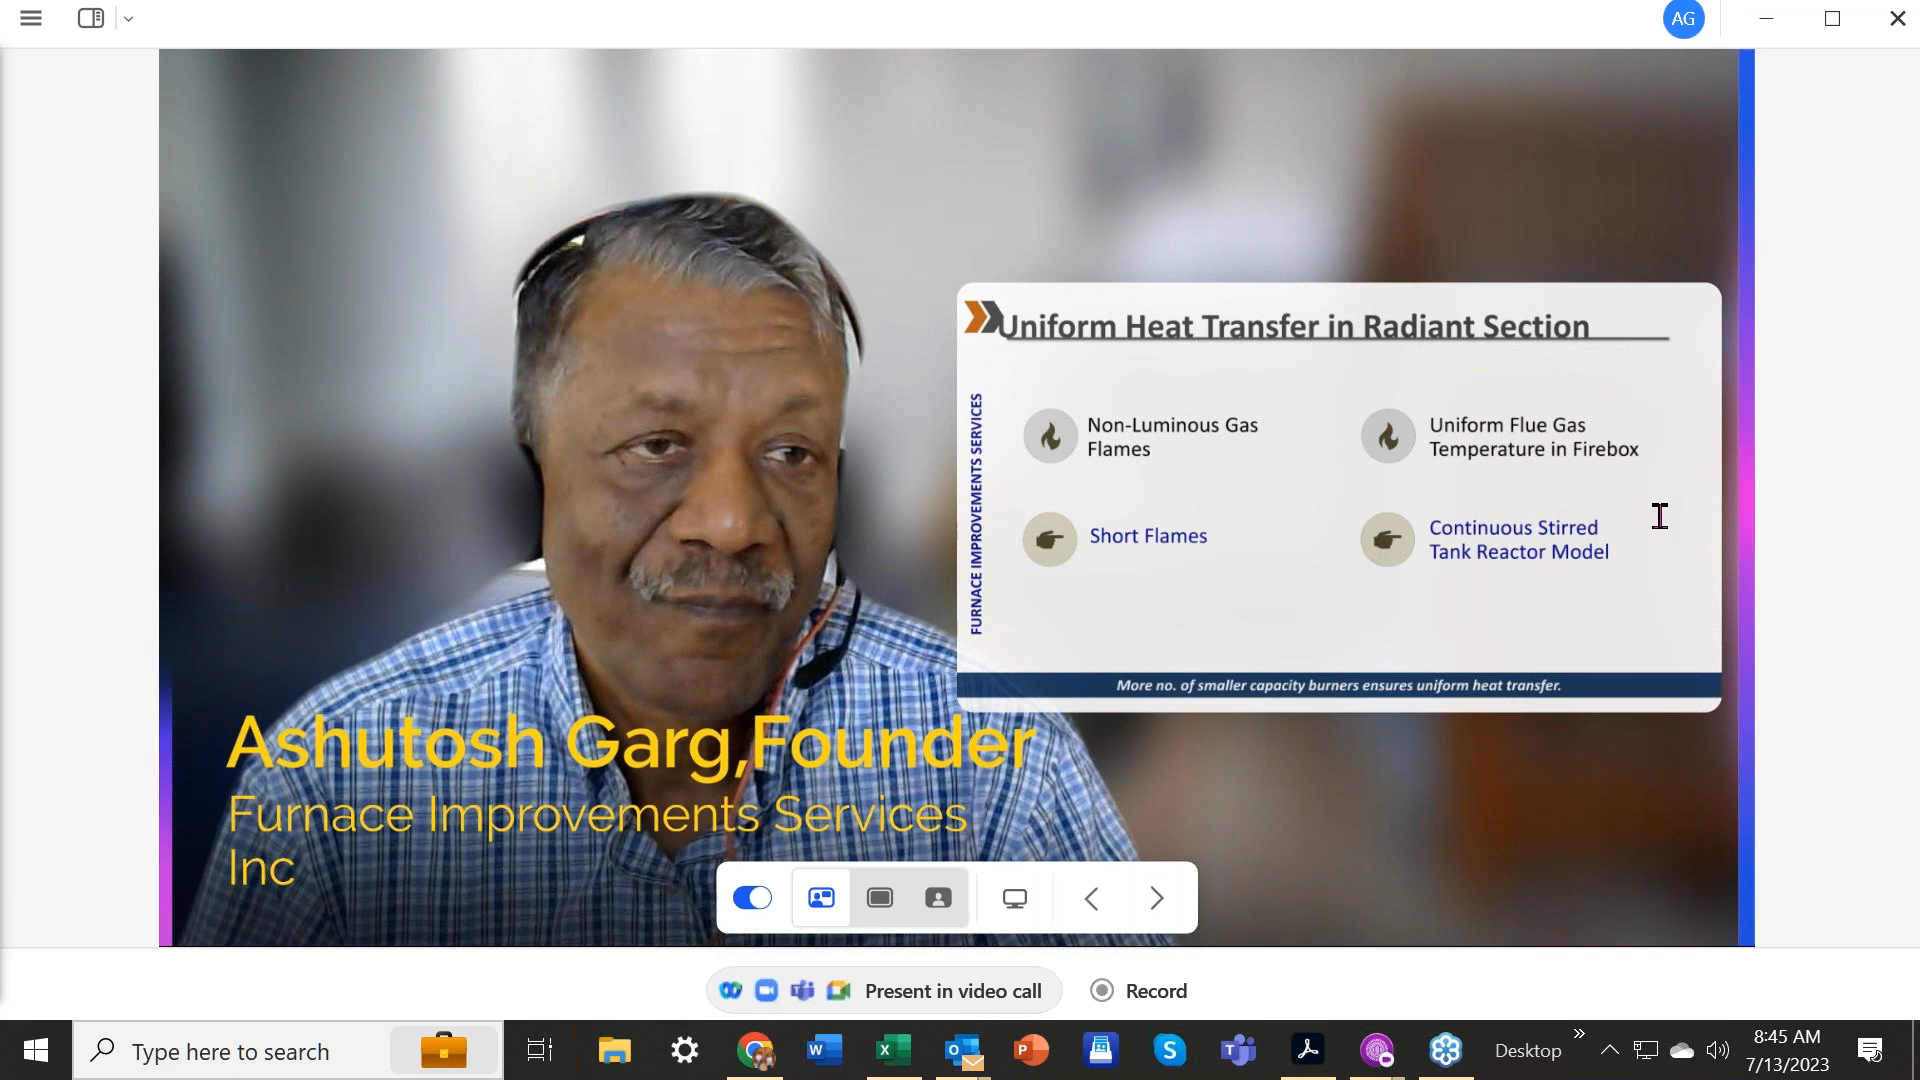 AG
Uniform Heat Transfer in Radiant Section
FURNACE IMPROVEMENTS SERVICES
Non-Luminous Gas
Flames
Uniform Flue Gas
Temperature in Firebox
Short Flames
Continuous Stirred
Tank Reactor Model
More no. of smaller capacity burners ensures uniform heat transfer.
Ashutosh Garg,Founder
Furnace Improvements Services
Inc
Present in video call
Record
Type here to search
Desktop
8:45 AM
7/13/2023